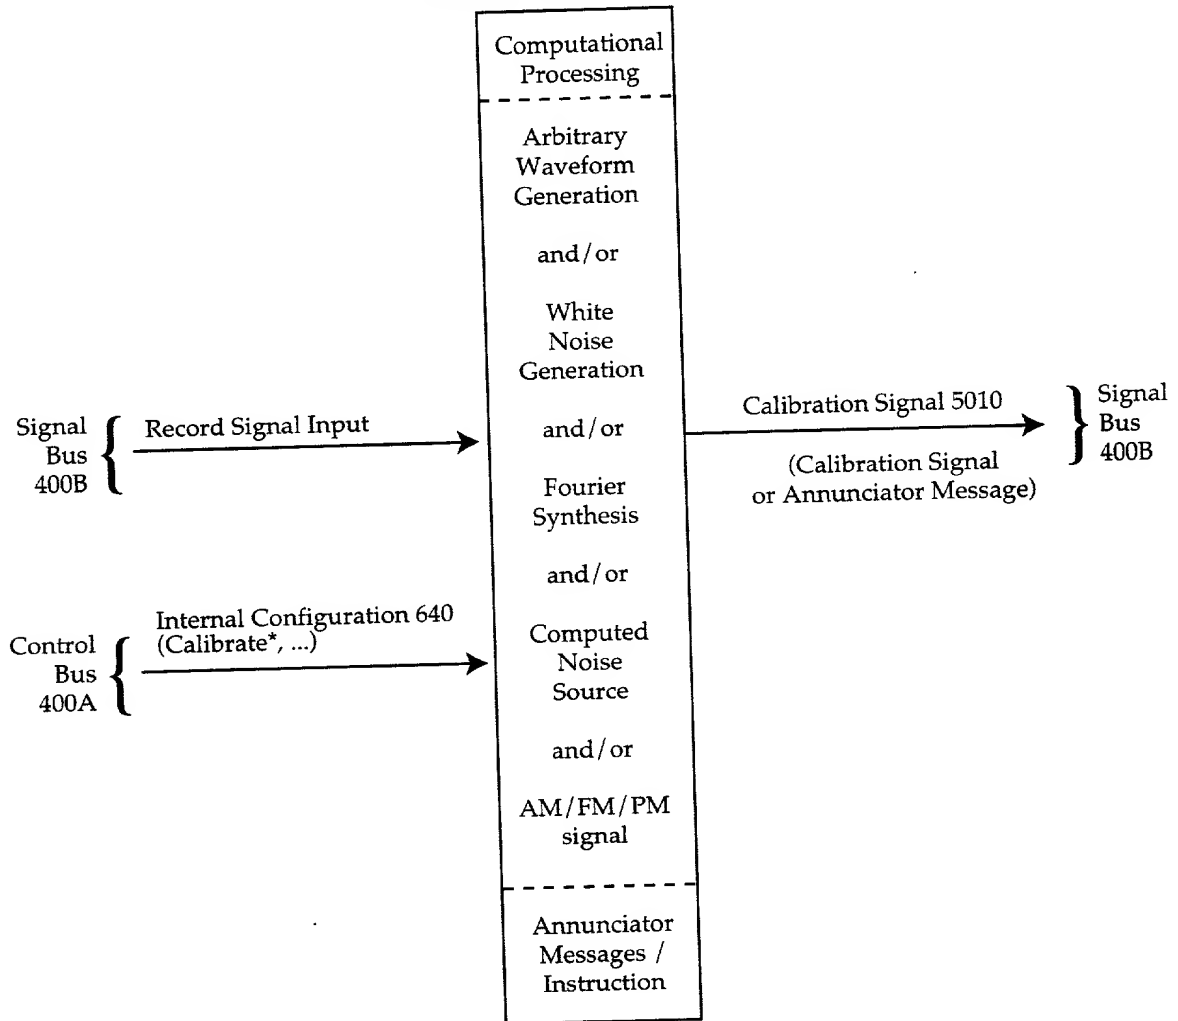 Computational
Processing
Arbitrary
Waveform
Generation
and/or
White
Noise
Generation
and/or
Fourier
Synthesis
and/or
Computed
Noise
Source
and/or
AM/FM/PM
signal
Annunciator
Messages /
Instruction
Signal
Bus
400B
Record Signal Input
Control
Bus
400A
Internal Configuration 640
(Calibrate*, ...)
Calibration Signal 5010
(Calibration Signal
or Annunciator Message)
Signal
Bus
400B